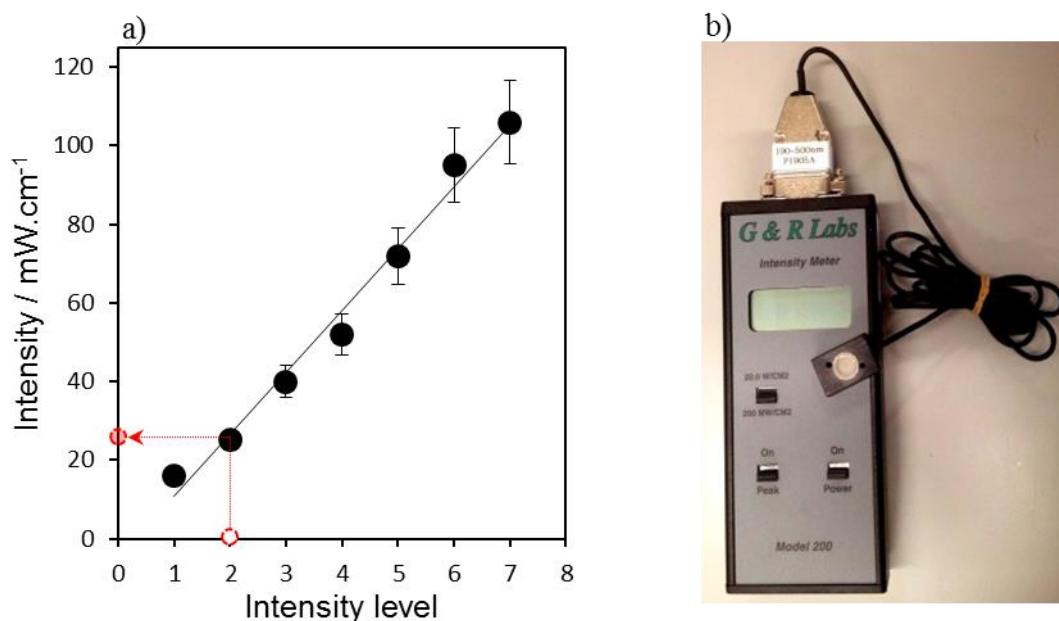 a)
120
100
80
60
40
20
0
Intensity / mW.cm-1
0 1 2 3 4 5 6 7 8
Intensity level
b)
190-500nm
P1905A
G & R Labs
Intensity Meter
20.0 W/CM2
200 MW/CM2
On On
Peak Power
Model 200